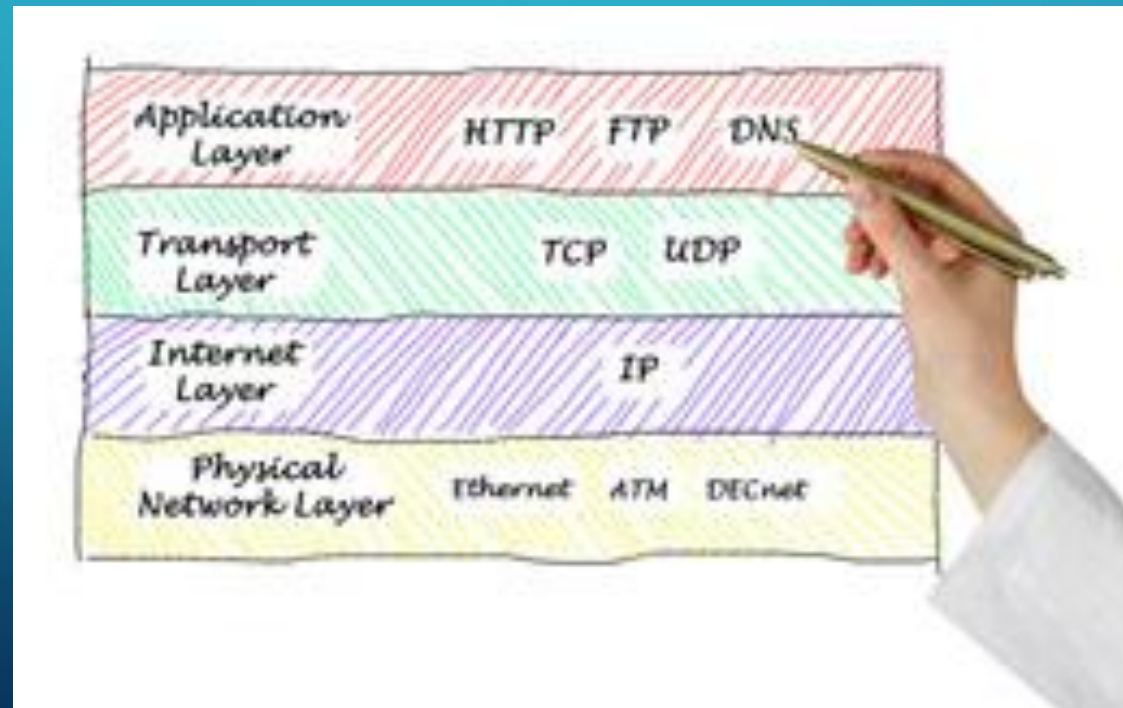 Application
Layer
HTTP FTP DNS
Transport
Layer
TCP UDP
Internet
Layer
IP
Physical
Network Layer
Ethernet ATM DECnet